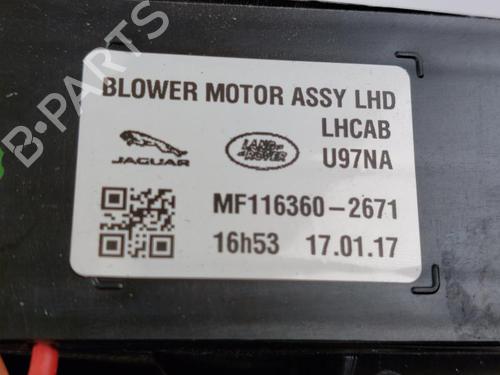 BLOWER MOTOR ASSY LHD
LHCAB
JAGUAR
LAND
ROVER
U97NA
MF116360-2671
16h53 17.01.17
B-PARTS